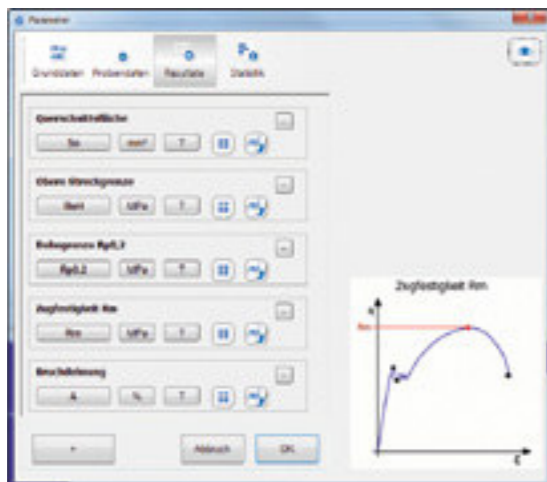 Parameter
Grunddaten Probendaten Resultate Statistik
Querschnittsfläche
So mm² T
Obere Streckgrenze
ReH MPa T
Dehngrenze Rp0,2
Rp0,2 MPa T
Zugfestigkeit Rm
Rm MPa T
Bruchdehnung
A % T
+ Abbruch OK
Zugfestigkeit Rm
Rm